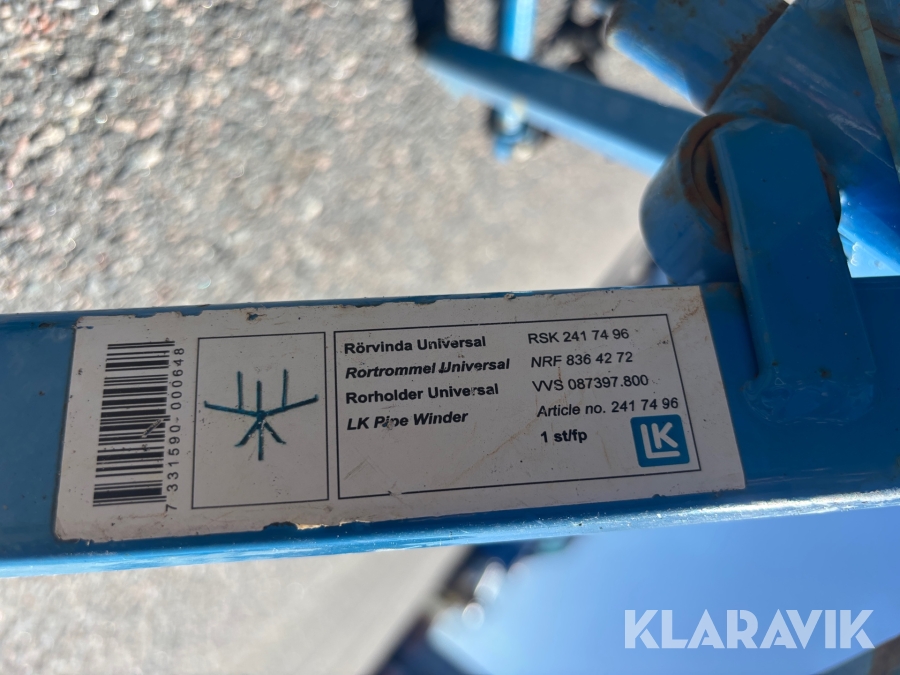 Rörvinda Universal RSK 241 74 96
Rortrommel Universal NRF 836 42 72
Rorholder Universal VVS 087397.800
LK Pipe Winder Article no. 241 74 96
1 st/fp
LK
7 331590 000648
KLARAVIK